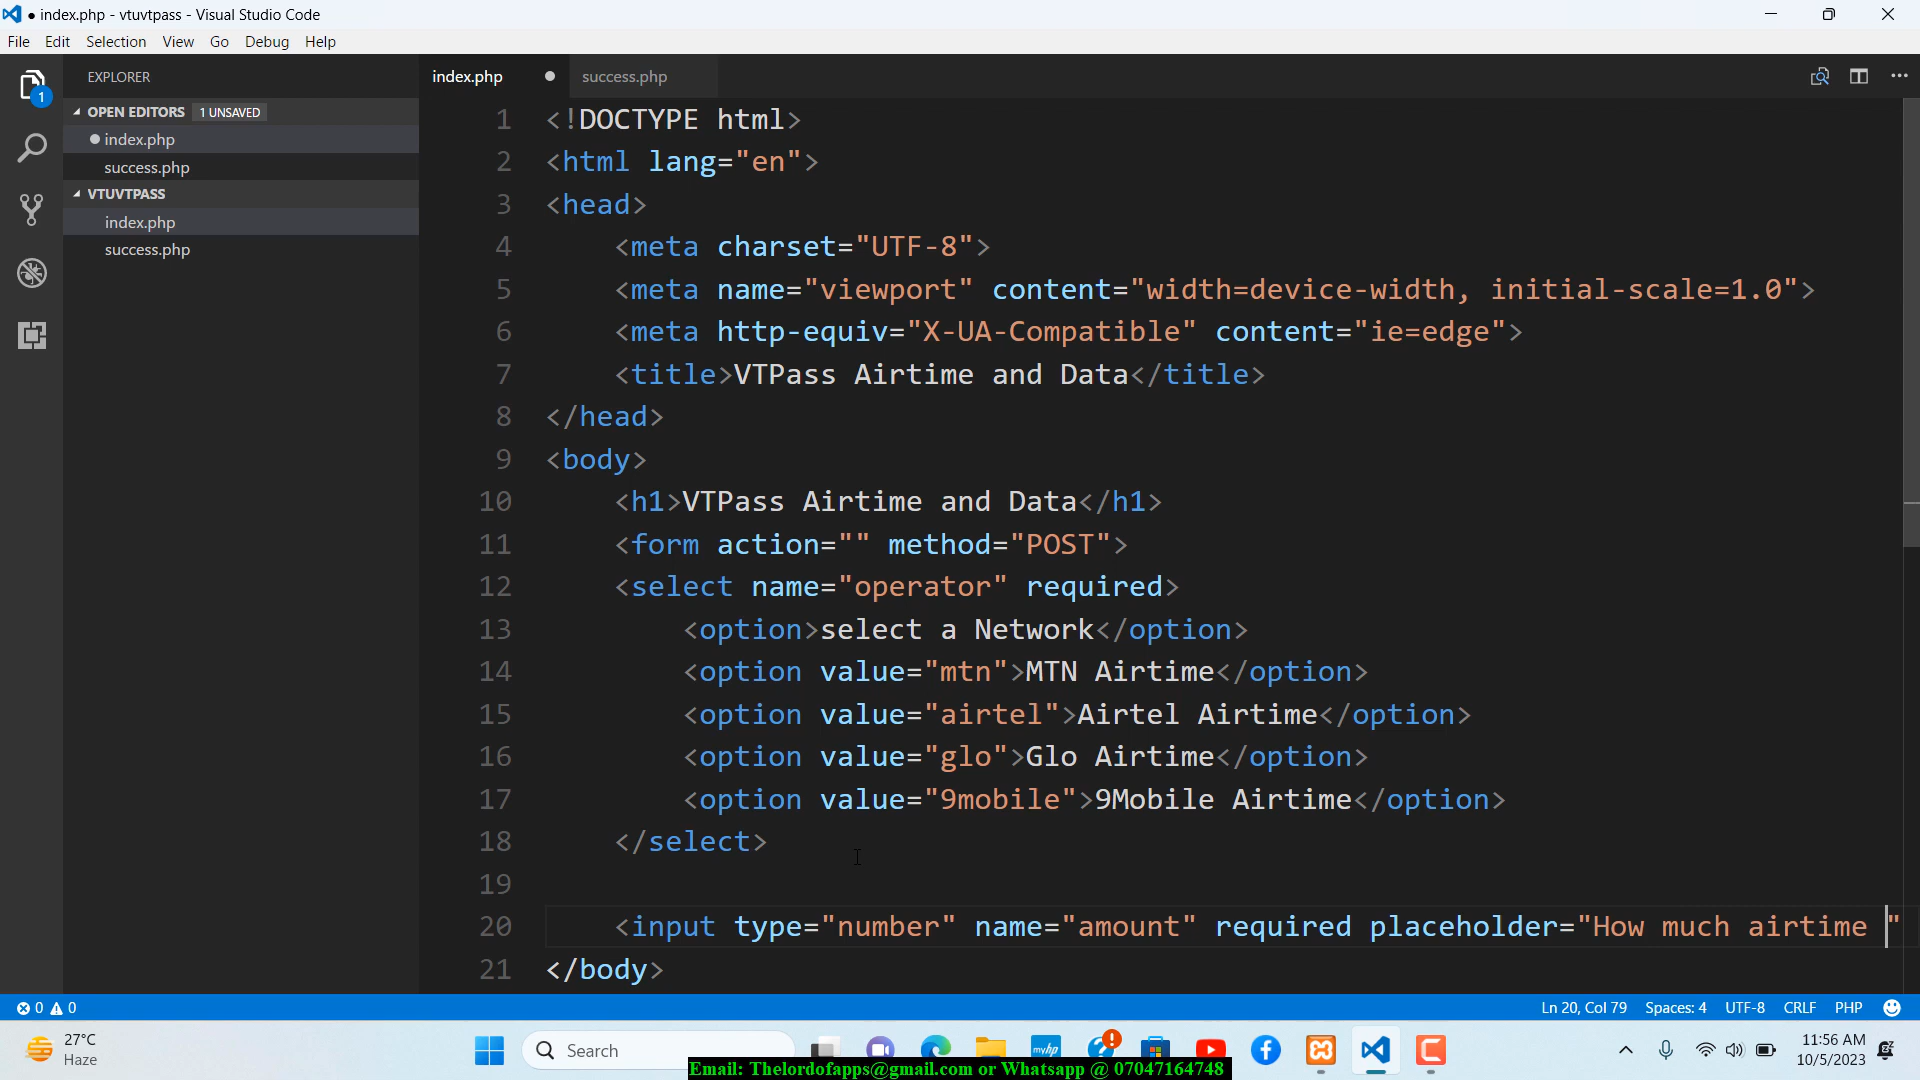 ● index.php - vtuvtpass - Visual Studio Code
File Edit Selection View Go Debug Help
EXPLORER
index.php ●
success.php
1
OPEN EDITORS 1 UNSAVED
index.php
success.php
VTUVTPASS
index.php
success.php
1 <!DOCTYPE html>
2 <html lang="en">
3 <head>
4 <meta charset="UTF-8">
5 <meta name="viewport" content="width=device-width, initial-scale=1.0">
6 <meta http-equiv="X-UA-Compatible" content="ie=edge">
7 <title>VTPass Airtime and Data</title>
8 </head>
9 <body>
10 <h1>VTPass Airtime and Data</h1>
11 <form action="" method="POST">
12 <select name="operator" required>
13 <option>select a Network</option>
14 <option value="mtn">MTN Airtime</option>
15 <option value="airtel">Airtel Airtime</option>
16 <option value="glo">Glo Airtime</option>
17 <option value="9mobile">9Mobile Airtime</option>
18 </select>
19
20 <input type="number" name="amount" required placeholder="How much airtime "
21 </body>
0 0
Ln 20, Col 79 Spaces: 4 UTF-8 CRLF PHP
27°C
Haze
Search
myhp
11:56 AM
10/5/2023
Email: Thelordofapps@gmail.com or Whatsapp @ 07047164748